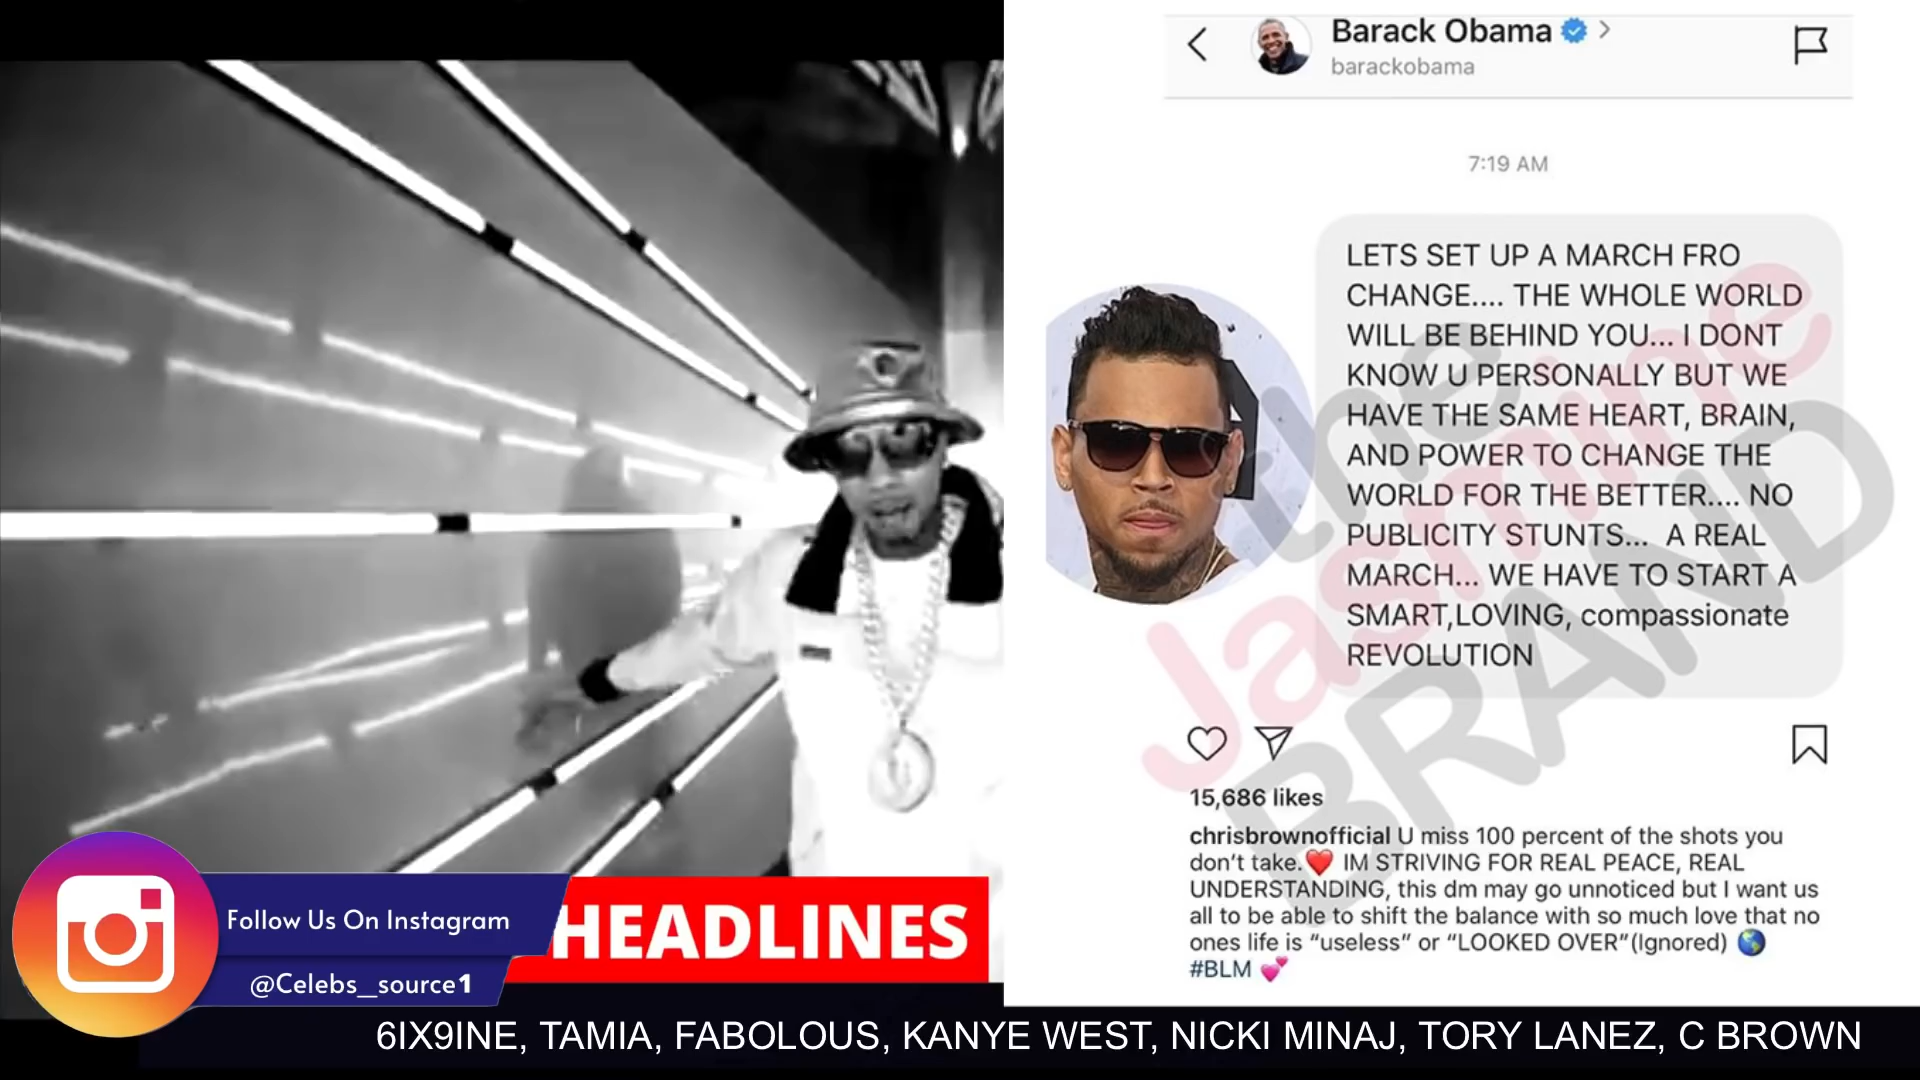 Barack Obama
barackobama
7:19 AM
LETS SET UP A MARCH FRO
CHANGE.... THE WHOLE WORLD
WILL BE BEHIND YOU... I DONT
KNOW U PERSONALLY BUT WE
HAVE THE SAME HEART, BRAIN,
AND POWER TO CHANGE THE
WORLD FOR THE BETTER.... NO
PUBLICITY STUNTS... A REAL
MARCH... WE HAVE TO START A
SMART,LOVING, compassionate
REVOLUTION
the
Jasmine
BRAND
15,686 likes
chrisbrownofficial U miss 100 percent of the shots you
don't take.❤️ IM STRIVING FOR REAL PEACE, REAL
UNDERSTANDING, this dm may go unnoticed but I want us
all to be able to shift the balance with so much love that no
ones life is “useless” or “LOOKED OVER”(Ignored) 🌎
#BLM 💕
HEADLINES
Follow Us On Instagram
@Celebs_source1
6IX9INE, TAMIA, FABOLOUS, KANYE WEST, NICKI MINAJ, TORY LANEZ, C BROWN